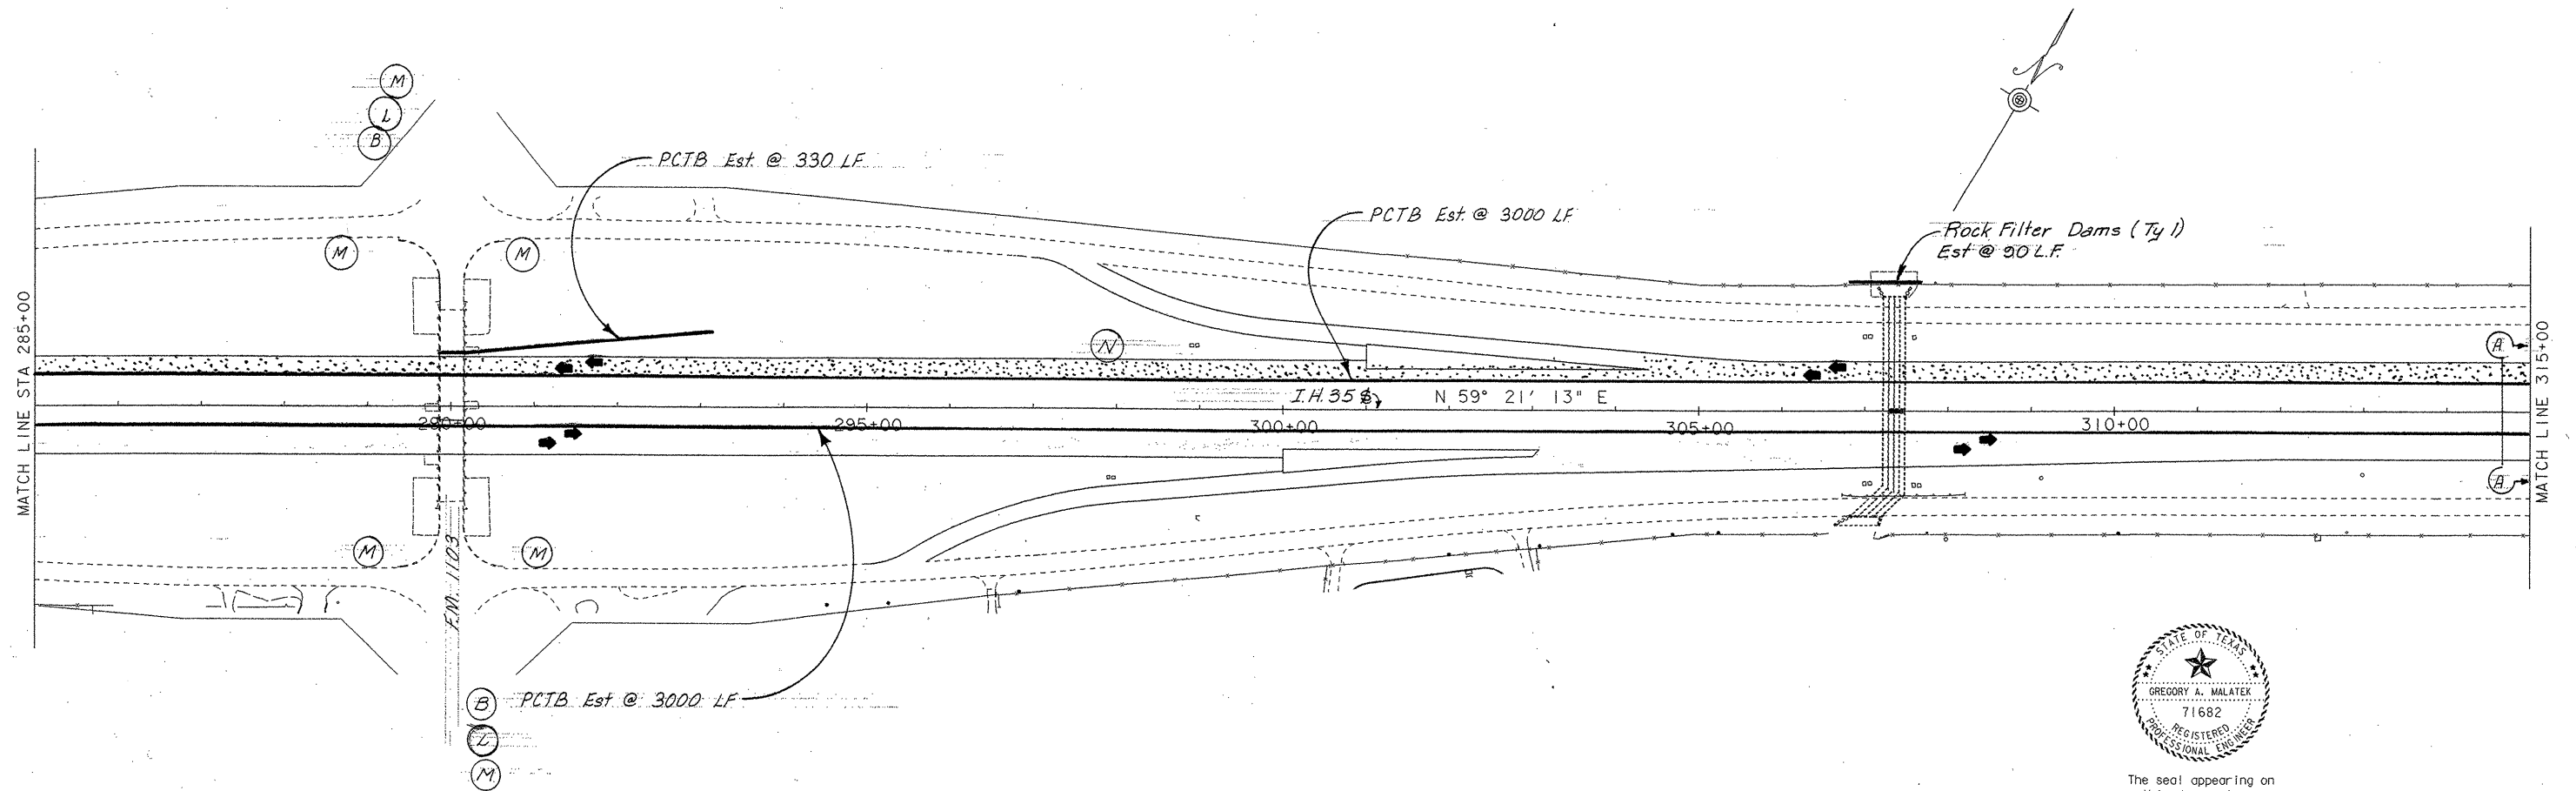 M
L
B
PCTB Est. @ 330 LF
PCTB Est. @ 3000 LF
N
Rock Filter Dams (Ty 1)
Est @ 90 L.F.
M
M
MATCH LINE STA 285+00
N
A
MATCH LINE 315+00
I.H. 35 N 59° 21' 13" E
290+00
295+00
300+00
305+00
310+00
A
M
M
F.M. 1103
B PCTB Est @ 3000 LF
L
M
STATE OF TEXAS
GREGORY A. MALATEK
71682
REGISTERED
PROFESSIONAL ENGINEER
The seal appearing on